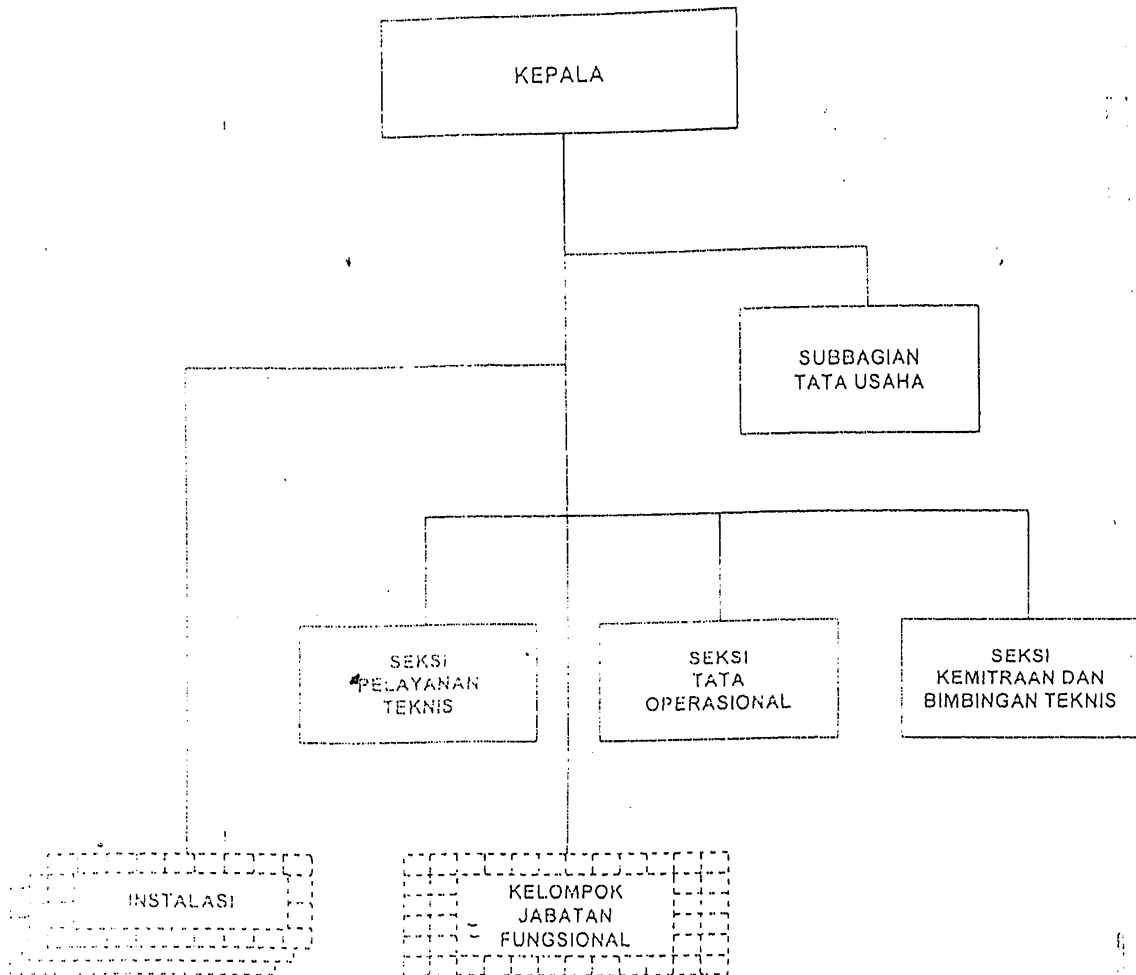 KEPALA
SUBBAGIAN
TATA USAHA
SEKSI
PELAYANAN
TEKNIS
SEKSI
TATA
OPERASIONAL
SEKSI
KEMITRAAN DAN
BIMBINGAN TEKNIS
INSTALASI
KELOMPOK
JABATAN
FUNGSIONAL